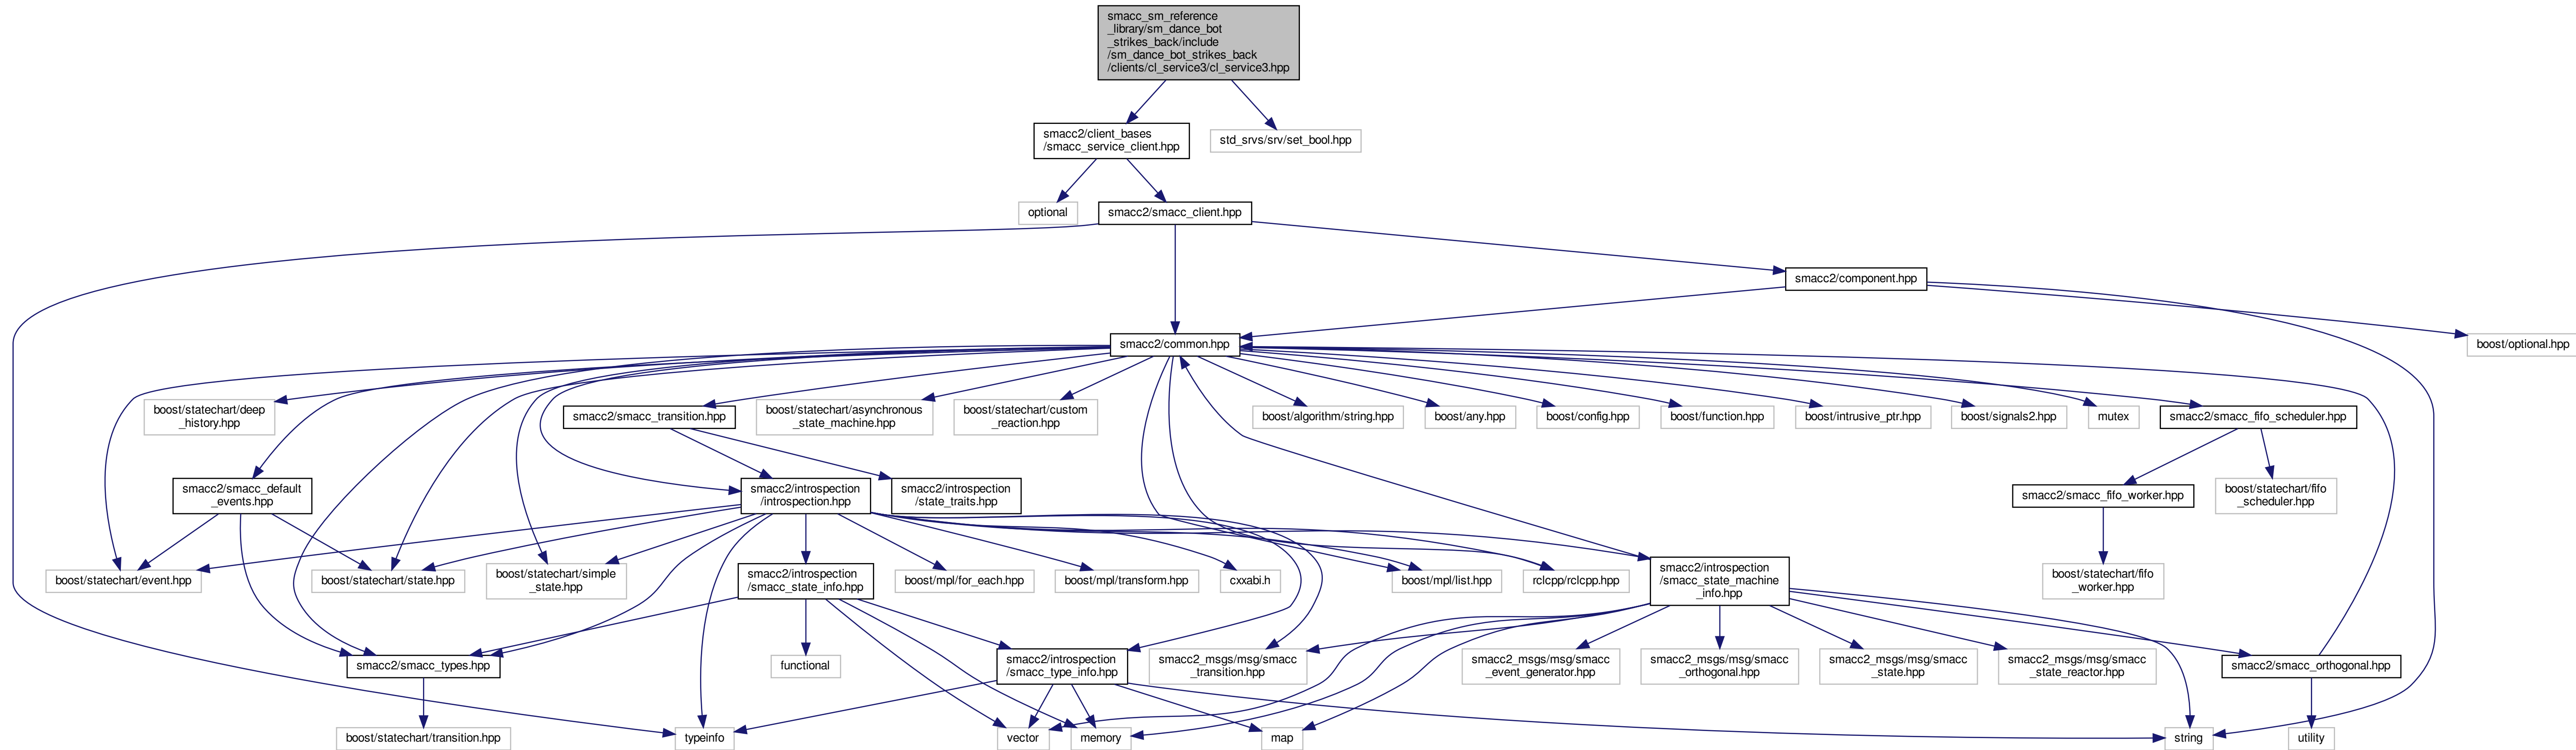 smacc_sm_reference
_library/sm_dance_bot
_strikes_back/include
/sm_dance_bot_strikes_back
/clients/cl_service3/cl_service3.hpp
smacc2/client_bases
/smacc_service_client.hpp
std_srvs/srv/set_bool.hpp
optional
smacc2/smacc_client.hpp
smacc2/component.hpp
smacc2/common.hpp
boost/optional.hpp
boost/statechart/deep
_history.hpp
smacc2/smacc_transition.hpp
boost/statechart/asynchronous
_state_machine.hpp
boost/statechart/custom
_reaction.hpp
boost/algorithm/string.hpp
boost/any.hpp
boost/config.hpp
boost/function.hpp
boost/intrusive_ptr.hpp
boost/signals2.hpp
mutex
smacc2/smacc_fifo_scheduler.hpp
smacc2/smacc_default
_events.hpp
smacc2/introspection
/introspection.hpp
smacc2/introspection
/state_traits.hpp
smacc2/smacc_fifo_worker.hpp
boost/statechart/fifo
_scheduler.hpp
boost/statechart/event.hpp
boost/statechart/state.hpp
boost/statechart/simple
_state.hpp
smacc2/introspection
/smacc_state_info.hpp
boost/mpl/for_each.hpp
boost/mpl/transform.hpp
cxxabi.h
boost/mpl/list.hpp
rclcpp/rclcpp.hpp
smacc2/introspection
/smacc_state_machine
_info.hpp
boost/statechart/fifo
_worker.hpp
smacc2/smacc_types.hpp
functional
smacc2/introspection
/smacc_type_info.hpp
smacc2_msgs/msg/smacc
_transition.hpp
smacc2_msgs/msg/smacc
_event_generator.hpp
smacc2_msgs/msg/smacc
_orthogonal.hpp
smacc2_msgs/msg/smacc
_state.hpp
smacc2_msgs/msg/smacc
_state_reactor.hpp
smacc2/smacc_orthogonal.hpp
boost/statechart/transition.hpp
typeinfo
vector
memory
map
string
utility